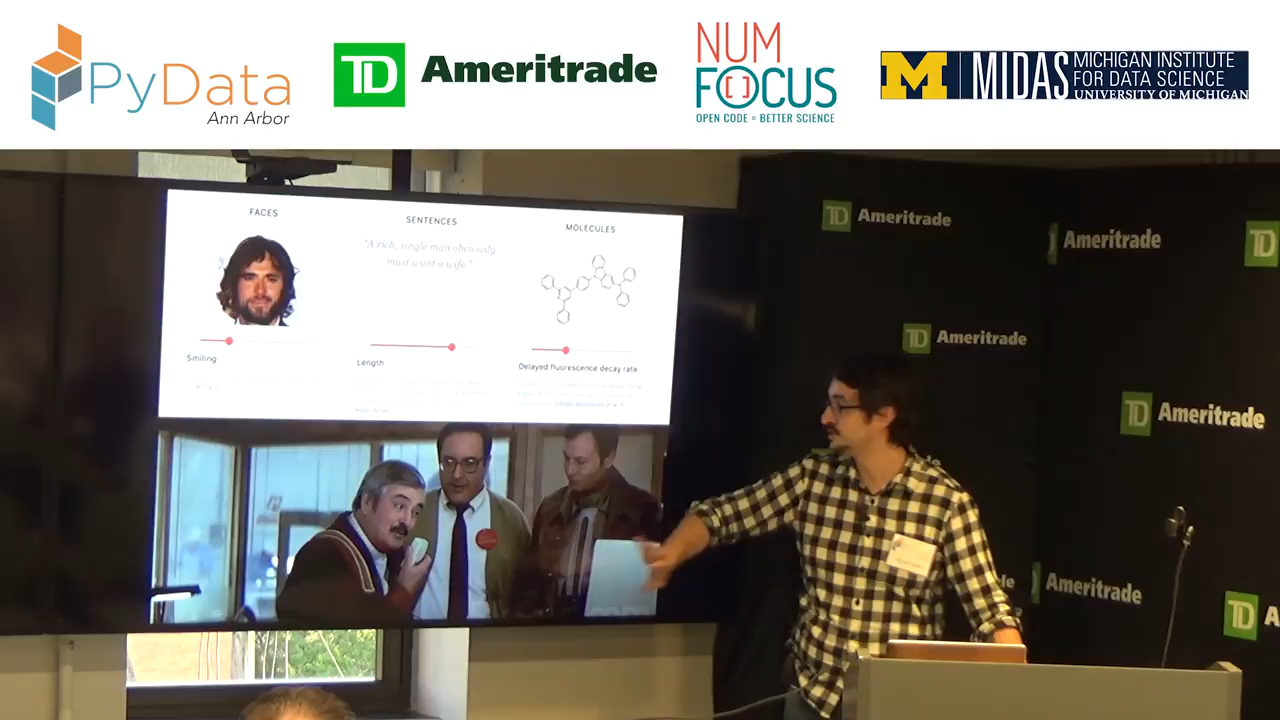 PyData
Ann Arbor
TD Ameritrade
NUM
FOCUS
OPEN CODE = BETTER SCIENCE
M MIDAS
MICHIGAN INSTITUTE
FOR DATA SCIENCE
UNIVERSITY OF MICHIGAN
FACES
SENTENCES
MOLECULES
"A rich, single man obviously
must want a wife."
Smiling
Length
Delayed fluorescence decay rate
TD Ameritrade
Ameritrade
TD
TD Ameritrade
TD Ameritrade
Ameritrade
TD A